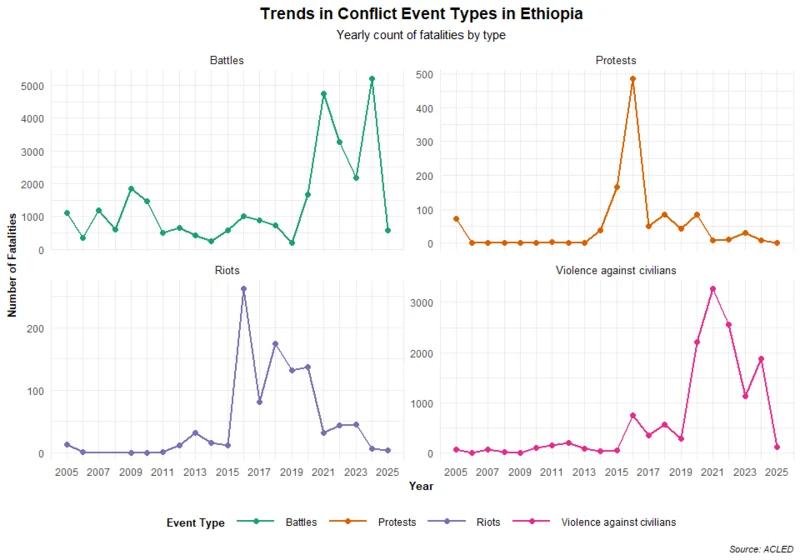 Trends in Conflict Event Types in Ethiopia
Yearly count of fatalities by type
Battles
Protests
5000
4000
3000
2000
1000
0
500
400
300
200
100
0
Number of Fatalities
Riots
Violence against civilians
200
100
0
3000
2000
1000
0
2005 2007 2009 2011 2013 2015 2017 2019 2021 2023 2025
2005 2007 2009 2011 2013 2015 2017 2019 2021 2023 2025
Year
Event Type Battles Protests Riots Violence against civilians
Source: ACLED